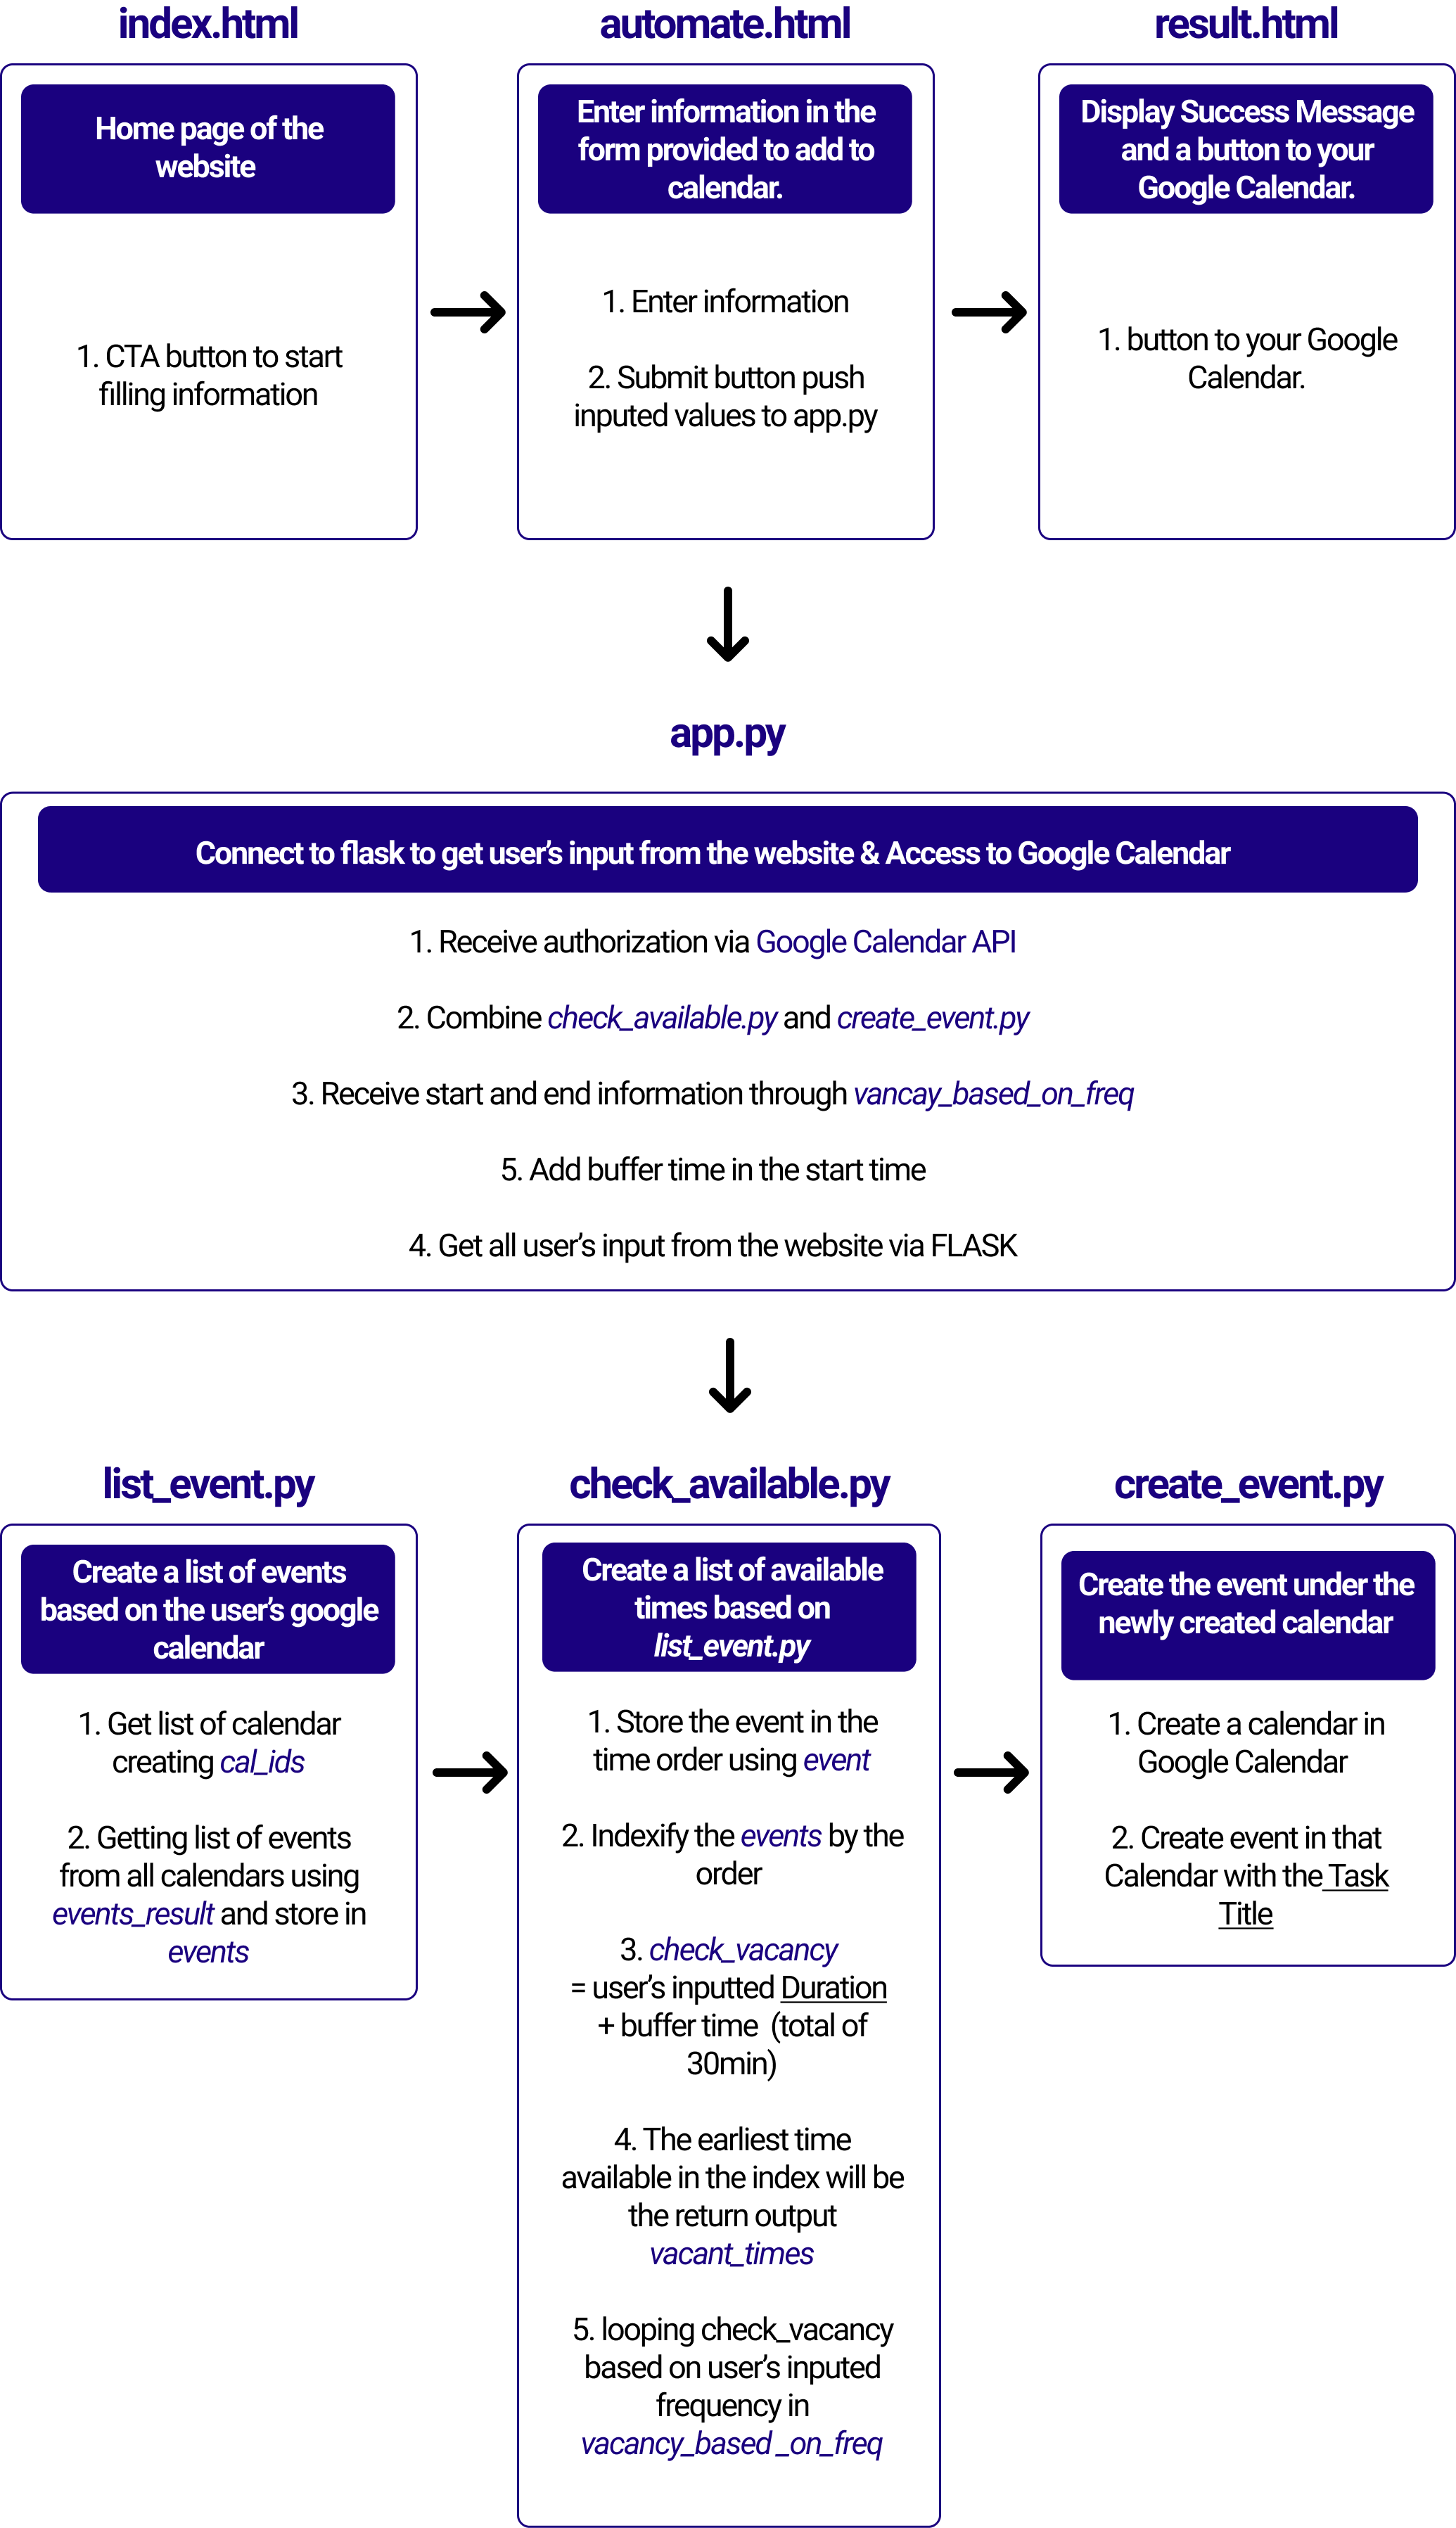 index.html
Home page of the
website
1. CTA button to start
filling information
automate.html
Enter information in the
form provided to add to
calendar.
1. Enter information
2. Submit button push
inputed values to app.py
result.html
Display Success Message
and a button to your
Google Calendar.
1. button to your Google
Calendar.
app.py
Connect to flask to get user’s input from the website & Access to Google Calendar
1. Receive authorization via Google Calendar API
2. Combine check_available.py and create_event.py
3. Receive start and end information through vancay_based_on_freq
5. Add buffer time in the start time
4. Get all user’s input from the website via FLASK
list_event.py
Create a list of events
based on the user’s google
calendar
1. Get list of calendar
creating cal_ids
2. Getting list of events
from all calendars using
events_result and store in
events
check_available.py
Create a list of available
times based on
list_event.py
1. Store the event in the
time order using event
2. Indexify the events by the
order
3. check_vacancy
= user’s inputted Duration
+ buffer time (total of
30min)
4. The earliest time
available in the index will be
the return output
vacant_times
5. looping check_vacancy
based on user’s inputed
frequency in
vacancy_based _on_freq
create_event.py
Create the event under the
newly created calendar
1. Create a calendar in
Google Calendar
2. Create event in that
Calendar with the Task
Title